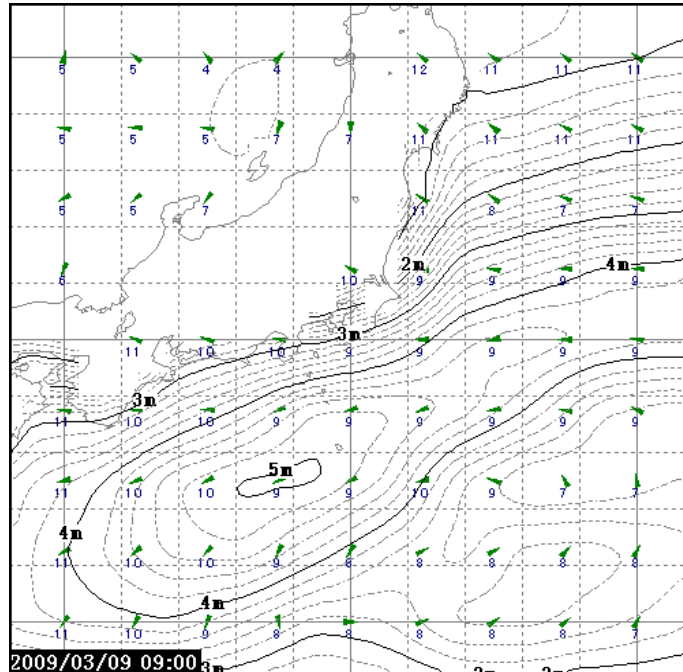 5 5 4 4 12 11 11 11
5 5 5 7 7 11 11 11 11
5 5 7 11 8 7 7
2m 4m
6 10 9 9 9 9
3m
11 10 10 9 9 9 9 9
3m
11 10 10 9 9 9 9 9 9
5m
11 10 10 9 9 10 9 7 7
4m
11 10 10 9 8 8 8 8 8
4m
11 10 9 8 8 8 8 8 7
2009/03/09 09:00 3m